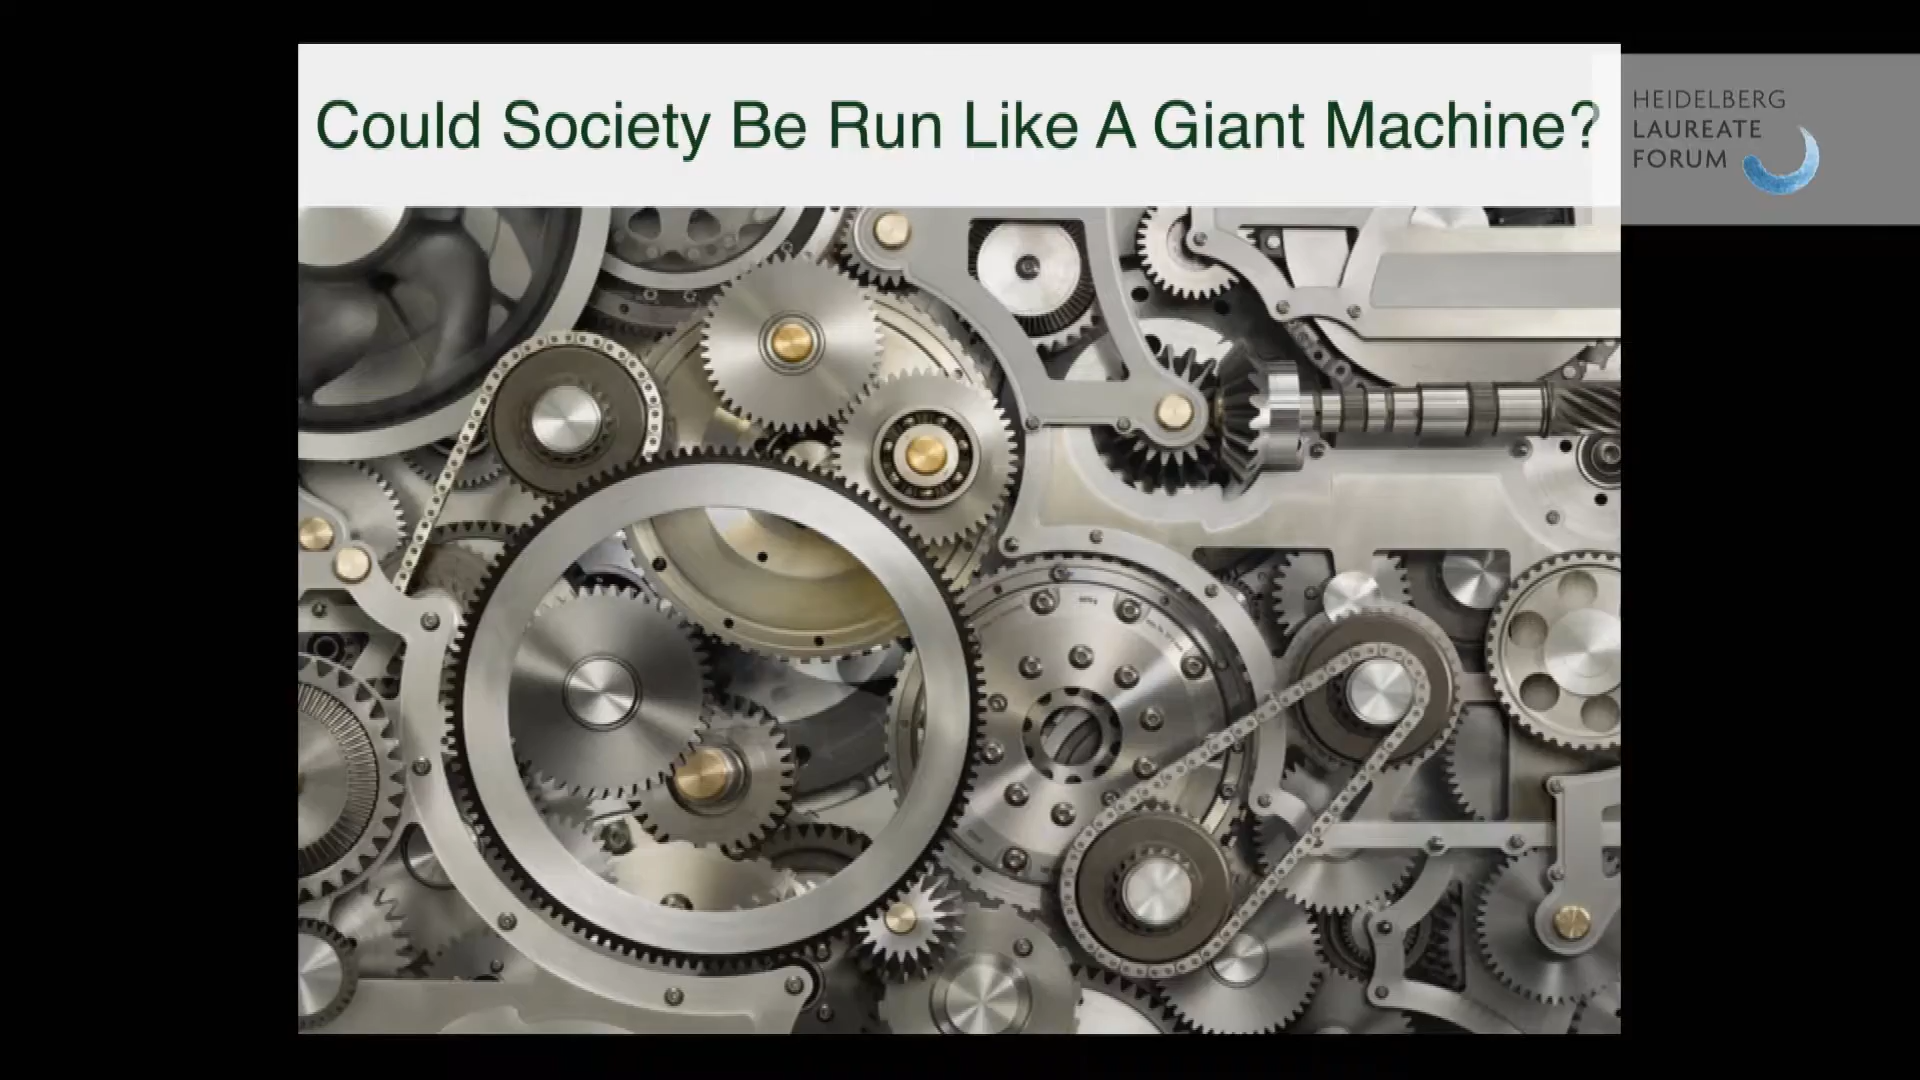 Could Society Be Run Like A Giant Machine?
HEIDELBERG
LAUREATE
FORUM